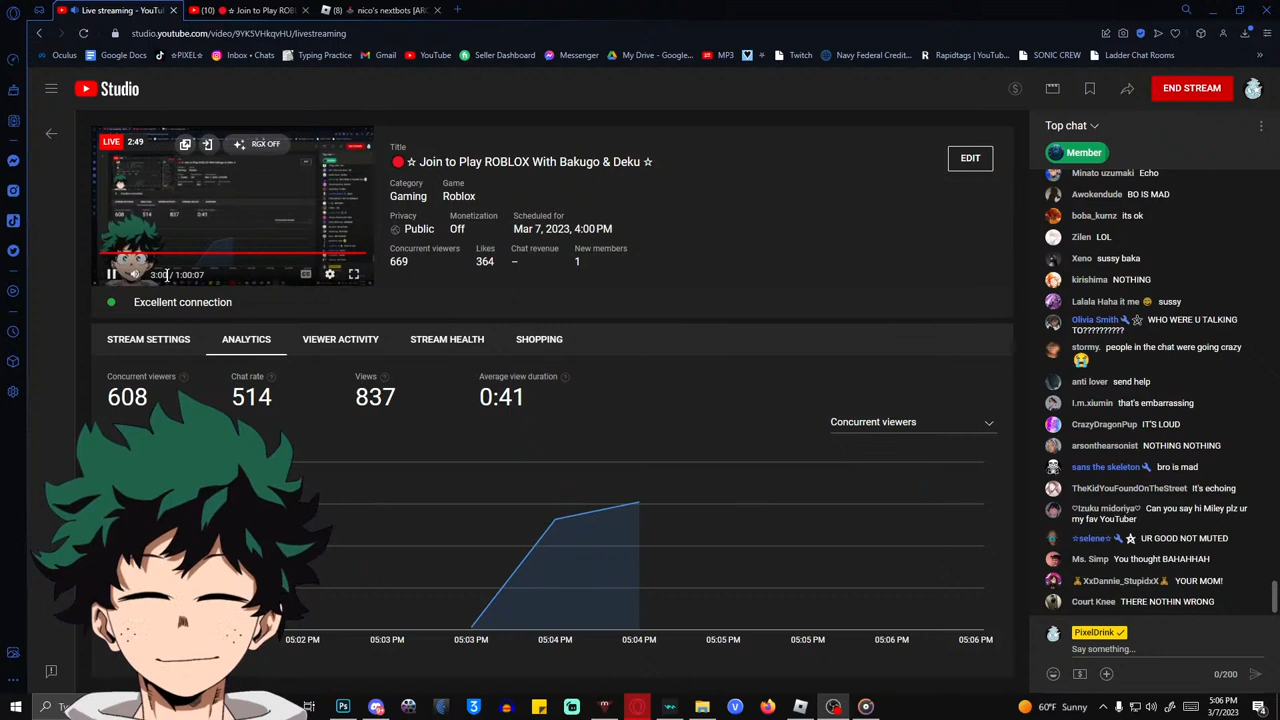 Live streaming - YouTu
(10) 🔴 ☆ Join to Play ROBL
(8) nico's nextbots [ARC
studio.youtube.com/video/9YK5VHkqvHU/livestreaming
Oculus
Google Docs
☆PIXEL☆
Inbox • Chats
Typing Practice
Gmail
YouTube
Seller Dashboard
Messenger
My Drive - Google...
MP3
Twitch
Navy Federal Credit...
Rapidtags | YouTub...
SONIC CREW
Ladder Chat Rooms
Studio
END STREAM
LIVE 2:49
RGX OFF
3:00 / 1:00:07
Title
🔴☆ Join to Play ROBLOX With Bakugo & Deku ☆
EDIT
Category Game
Gaming Roblox
Privacy Monetization Scheduled for
Public Off Mar 7, 2023, 4:00 PM
Concurrent viewers Likes Chat revenue New members
669 364 – 1
Excellent connection
STREAM SETTINGS ANALYTICS VIEWER ACTIVITY STREAM HEALTH SHOPPING
Concurrent viewers Chat rate Views Average view duration
608 514 837 0:41
Concurrent viewers
05:02 PM 05:03 PM 05:03 PM 05:04 PM 05:04 PM 05:05 PM 05:05 PM 05:06 PM 05:06 PM
Top chat
Member
Minato uzumaki Echo
Awokendude BO IS MAD
boba_kumz its ok
Zilen LOL
Xeno sussy baka
kirishima NOTHING
Lalala Haha it me sussy
Olivia Smith WHO WERE U TALKING
TO??????????
stormy. people in the chat were going crazy
😭
anti lover send help
I.m.xiumin that's embarrassing
CrazyDragonPup IT'S LOUD
arsonthearsonist NOTHING NOTHING
sans the skeleton bro is mad
TheKidYouFoundOnTheStreet It's echoing
♡Izuku midoriya♡ Can you say hi Miley plz ur
my fav YouTuber
☆selene☆ UR GOOD NOT MUTED
Ms. Simp You thought BAHAHHAH
XxDannie_StupidxX YOUR MOM!
Court Knee THERE NOTHIN WRONG
PixelDrink
Say something...
0/200
60°F Sunny
5:06 PM
3/7/2023